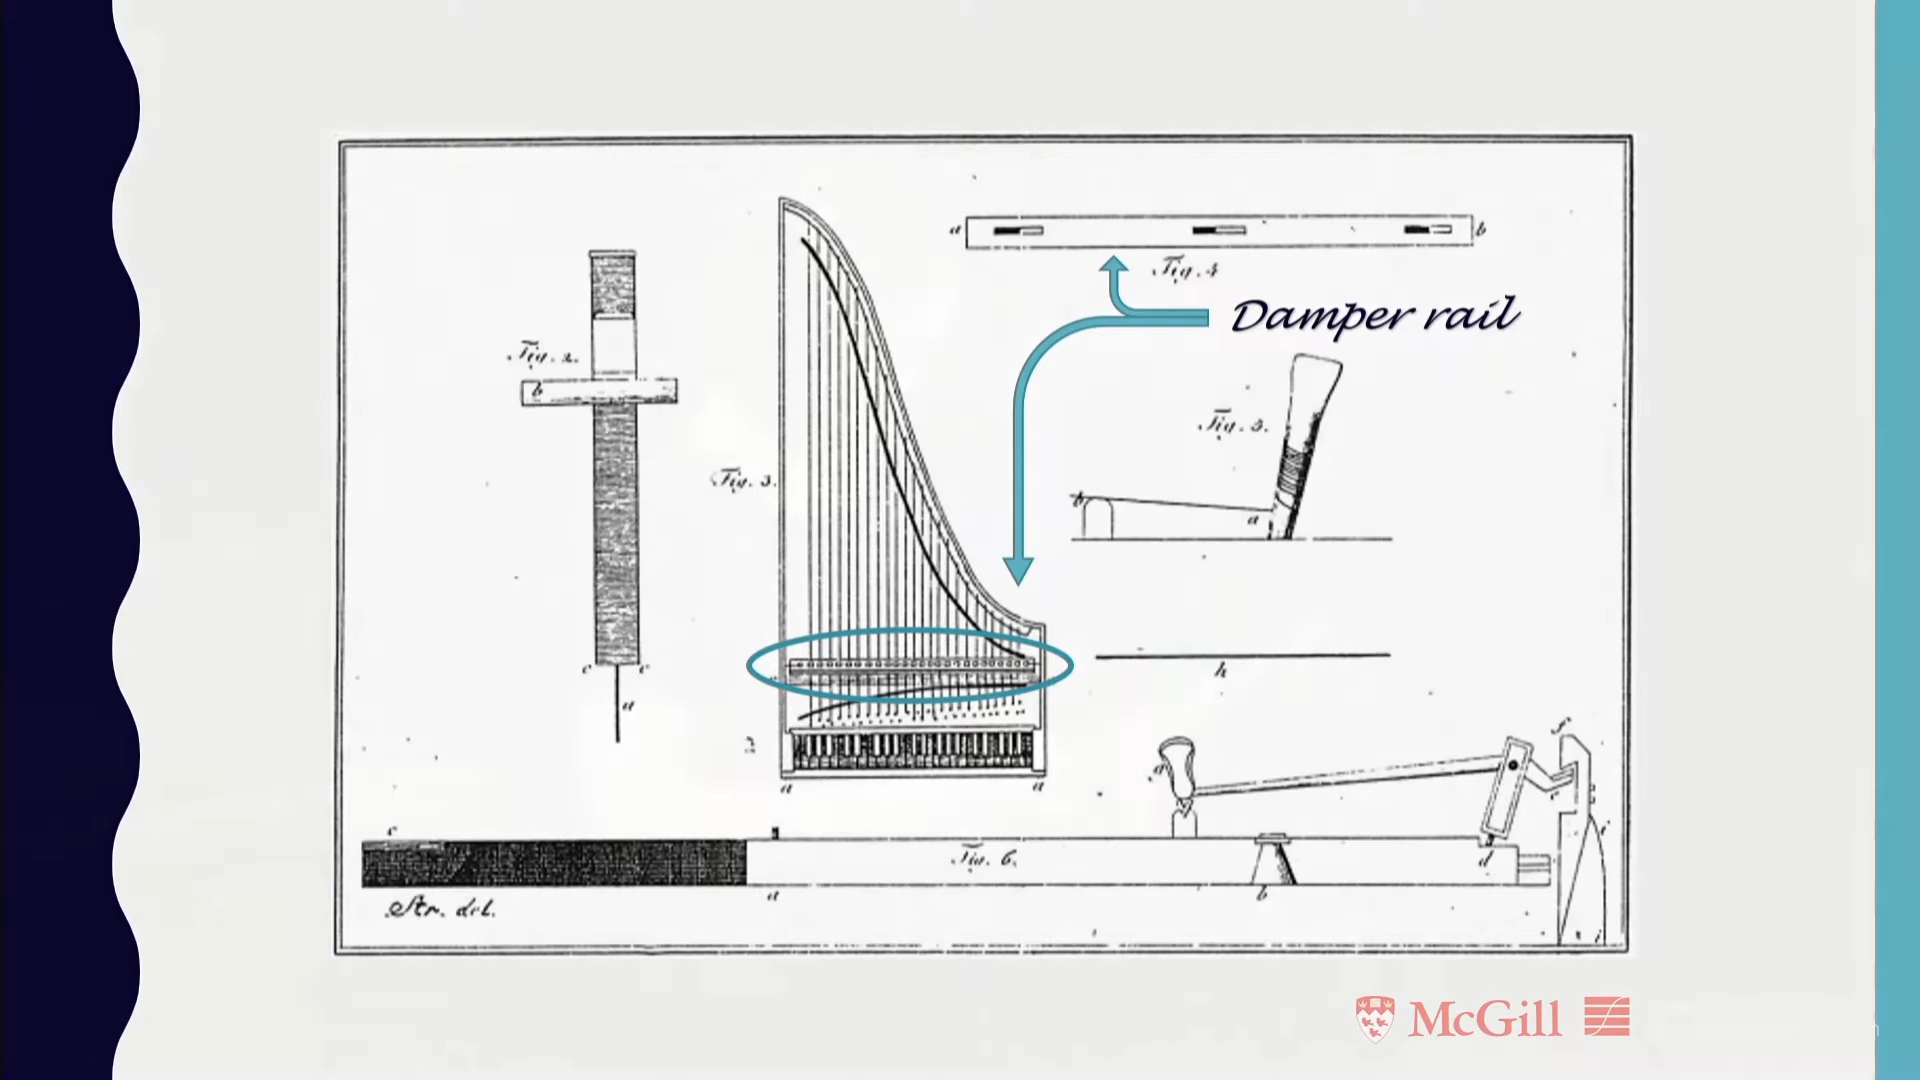 a
b
Fig. 4
Damper rail
Fig. 2.
b
Fig. 5.
b
a
Fig. 3.
c
c
a
h
f
g
a
a
e
c
i
Fig. 6.
d
a
b
Str. del.
i
McGill